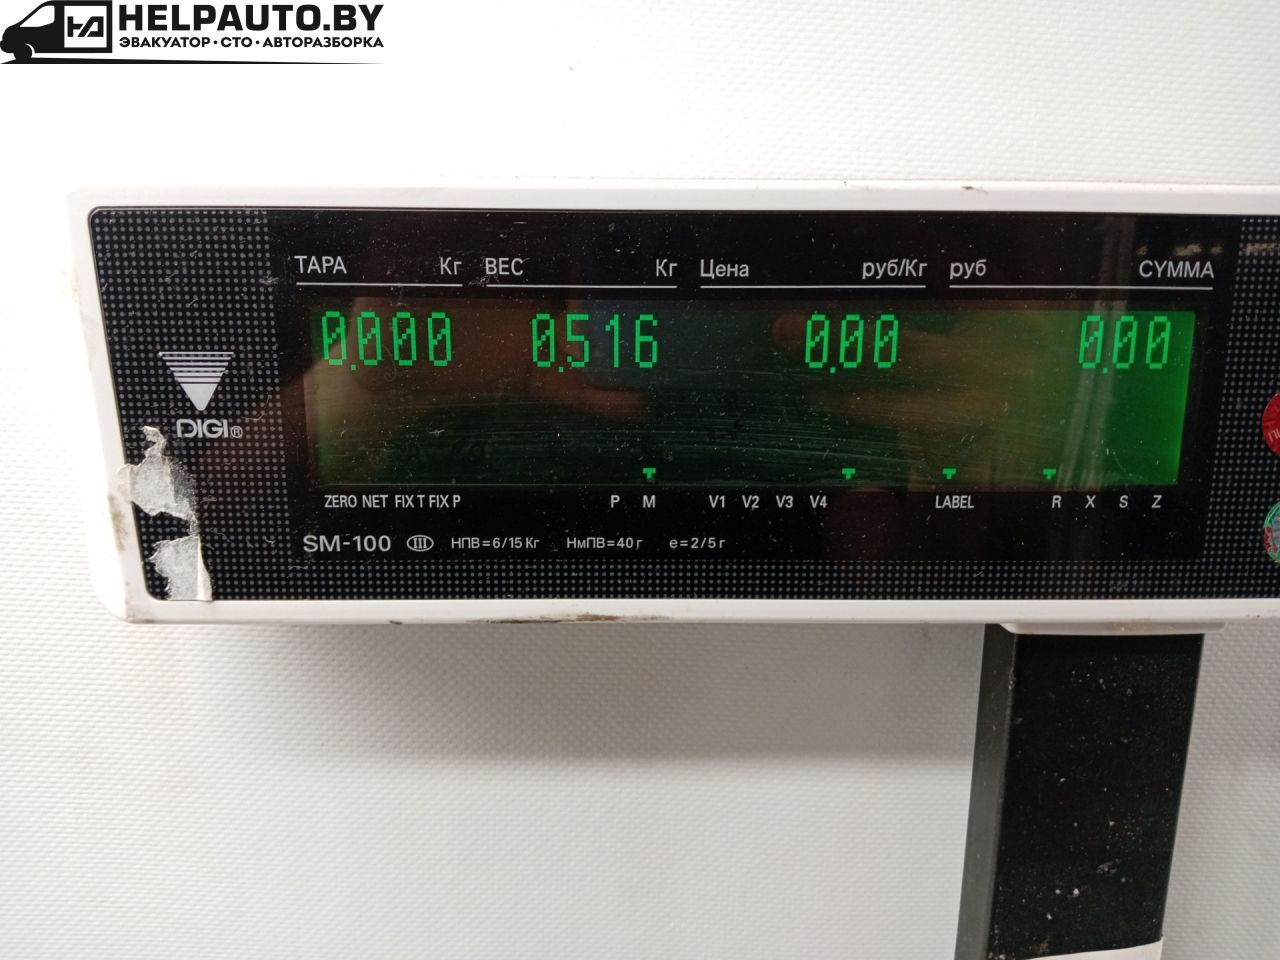 HELPAUTO.BY
ЭВАКУАТОР · СТО · АВТОРАЗБОРКА
ТАРА Кг ВЕС Кг Цена руб/Кг руб СУММА
0.000 0.516 0.00 0.00
DIGI®
ZERO NET FIX T FIX P P M V1 V2 V3 V4 LABEL R X S Z
SM-100 III НПВ=6/15 Кг НмПВ=40 г е=2/5 г